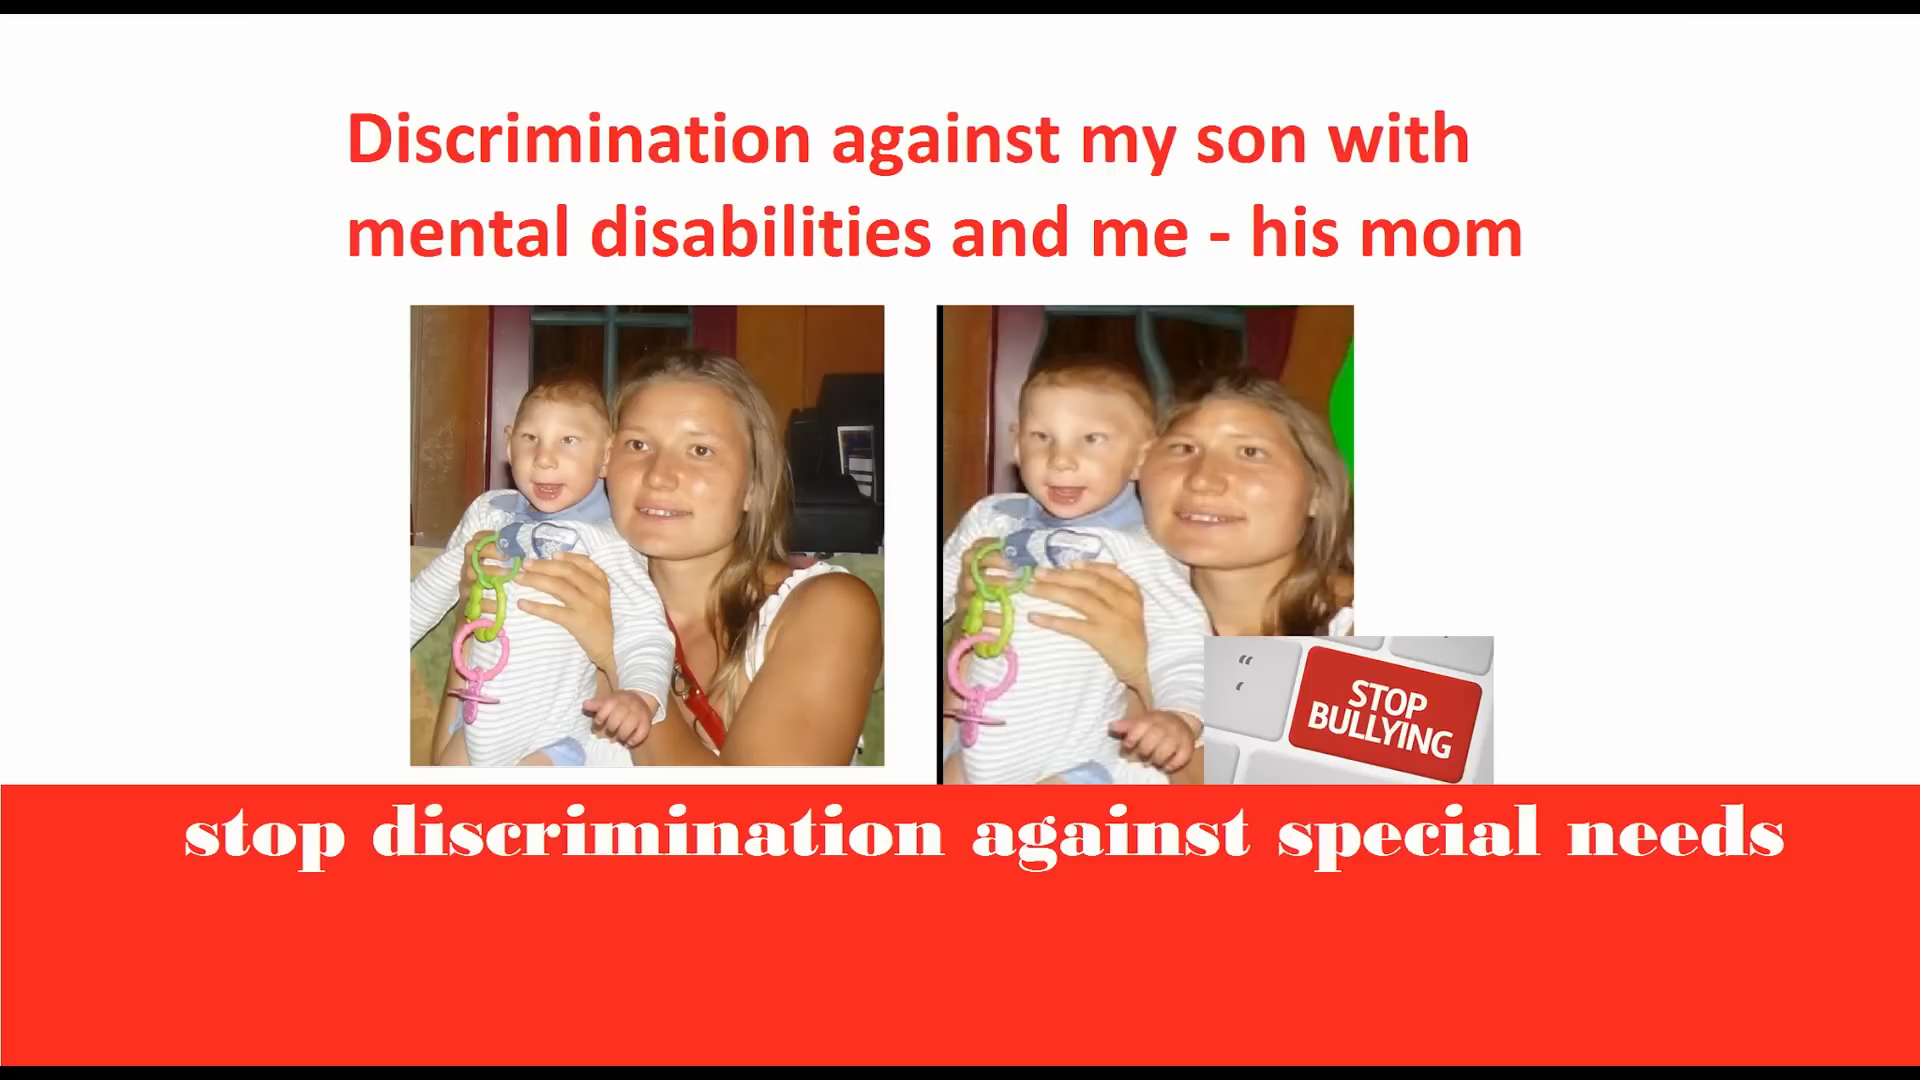 Discrimination against my son with
mental disabilities and me - his mom
“
‘
STOP
BULLYING
stop discrimination against special needs